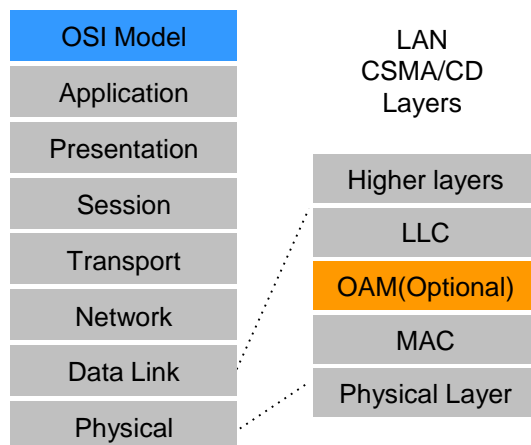 OSI Model
Application
Presentation
Session
Transport
Network
Data Link
Physical
LAN
CSMA/CD
Layers
Higher layers
LLC
OAM(Optional)
MAC
Physical Layer